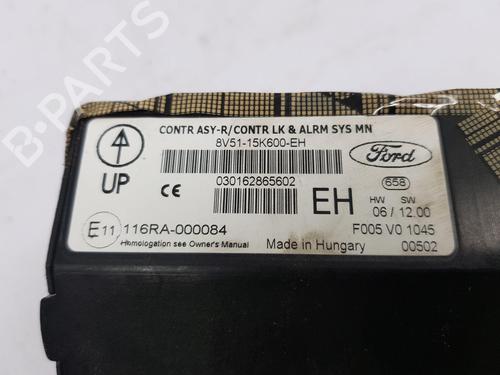 CONTR ASY-R/CONTR LK & ALRM SYS MN
8V51-15K600-EH
Ford
UP
CE
030162865602
EH
658
HW SW
06 / 12.00
E11 116RA-000084
F005 V0 1045
Homologation see Owner's Manual
Made in Hungary
00502
B-PARTS